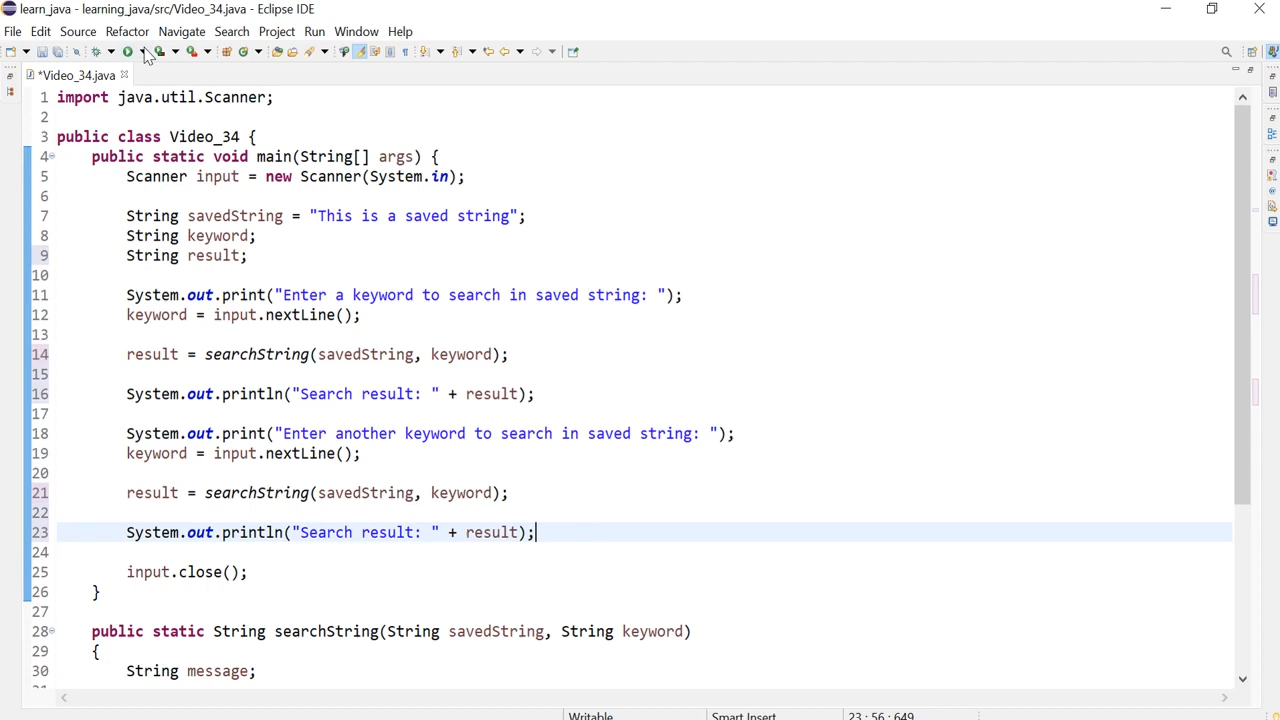 learn_java - learning_java/src/Video_34.java - Eclipse IDE
File Edit Source Refactor Navigate Search Project Run Window Help
*Video_34.java
1 import java.util.Scanner;
2
3 public class Video_34 {
4 public static void main(String[] args) {
5 Scanner input = new Scanner(System.in);
6
7 String savedString = "This is a saved string";
8 String keyword;
9 String result;
10
11 System.out.print("Enter a keyword to search in saved string: ");
12 keyword = input.nextLine();
13
14 result = searchString(savedString, keyword);
15
16 System.out.println("Search result: " + result);
17
18 System.out.print("Enter another keyword to search in saved string: ");
19 keyword = input.nextLine();
20
21 result = searchString(savedString, keyword);
22
23 System.out.println("Search result: " + result);
24
25 input.close();
26 }
27
28 public static String searchString(String savedString, String keyword)
29 {
30 String message;
Writable Smart Insert 23 : 56 : 649